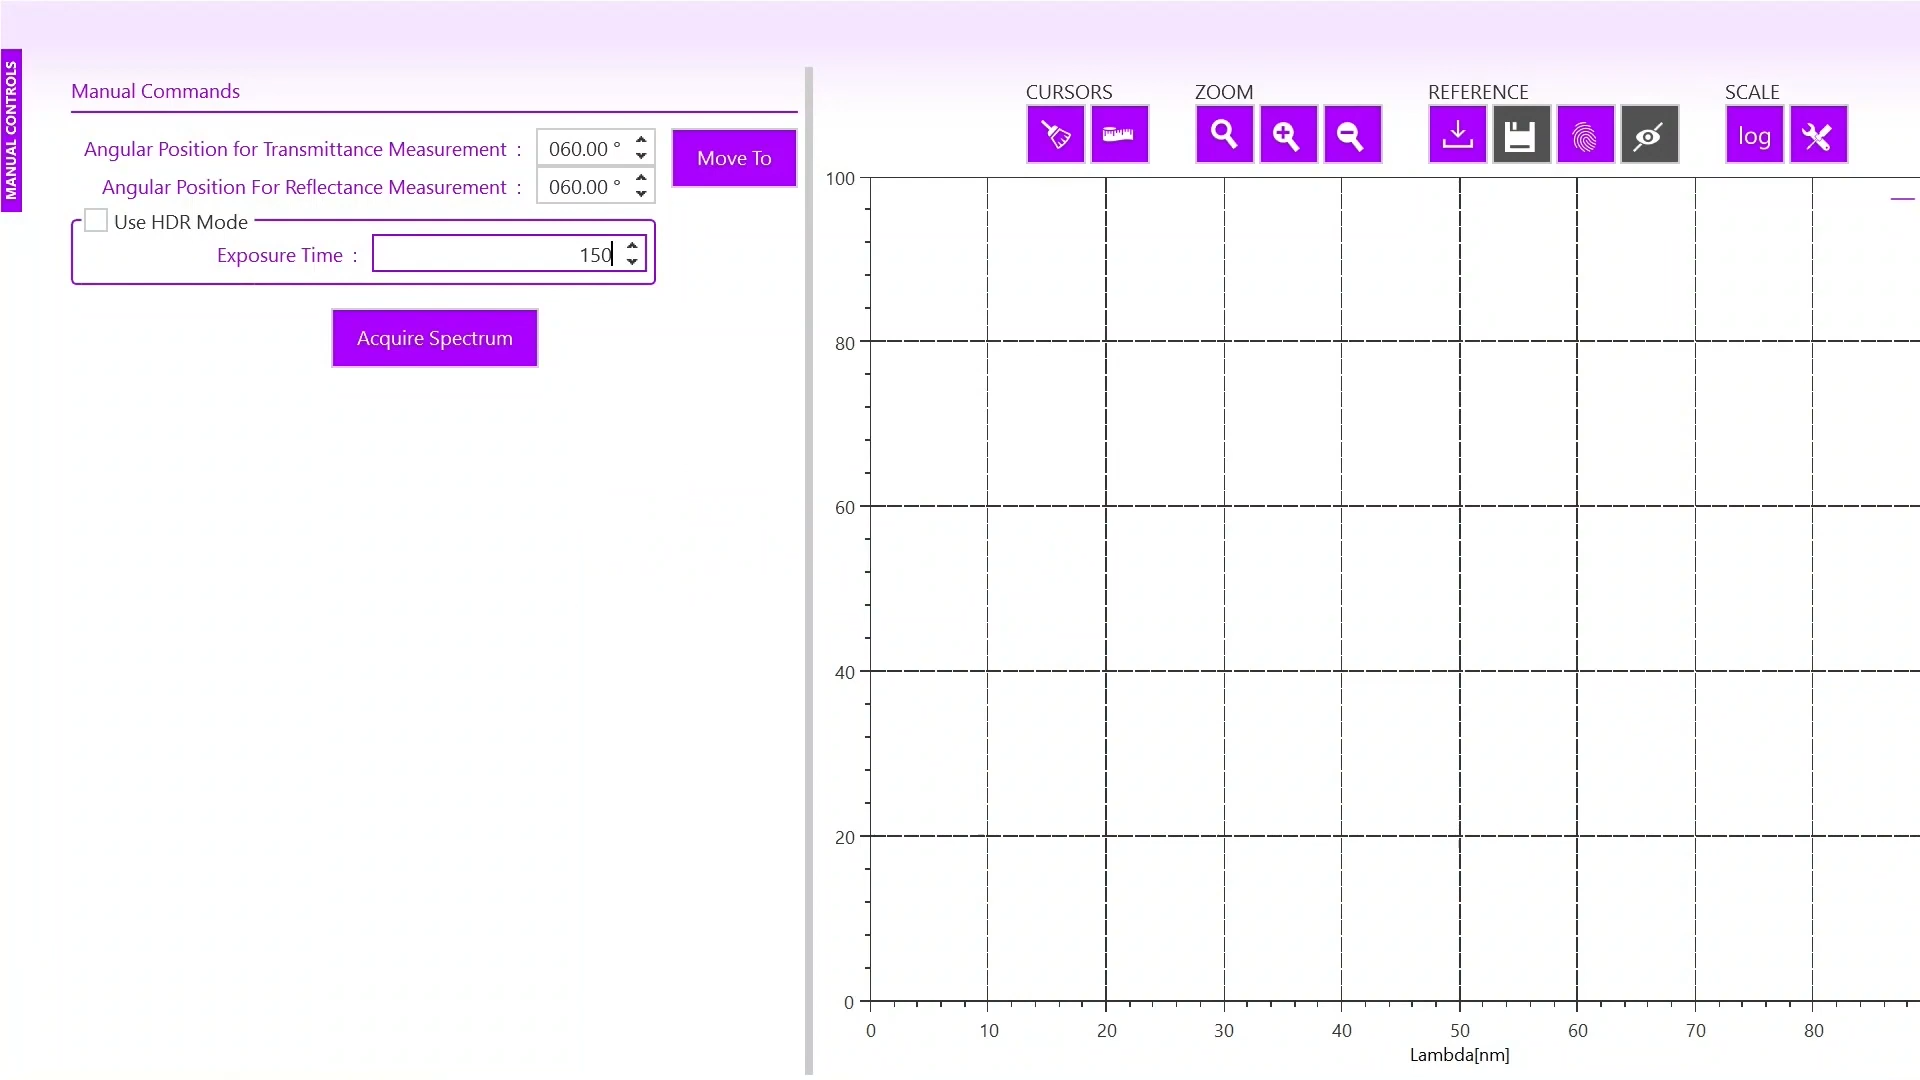 MANUAL CONTROLS
Manual Commands
Angular Position for Transmittance Measurement : 060.00 °
Move To
Angular Position For Reflectance Measurement : 060.00 °
Use HDR Mode
Exposure Time : 150
Acquire Spectrum
CURSORS ZOOM REFERENCE SCALE
log
100
80
60
40
20
0
0 10 20 30 40 50 60 70 80
Lambda[nm]